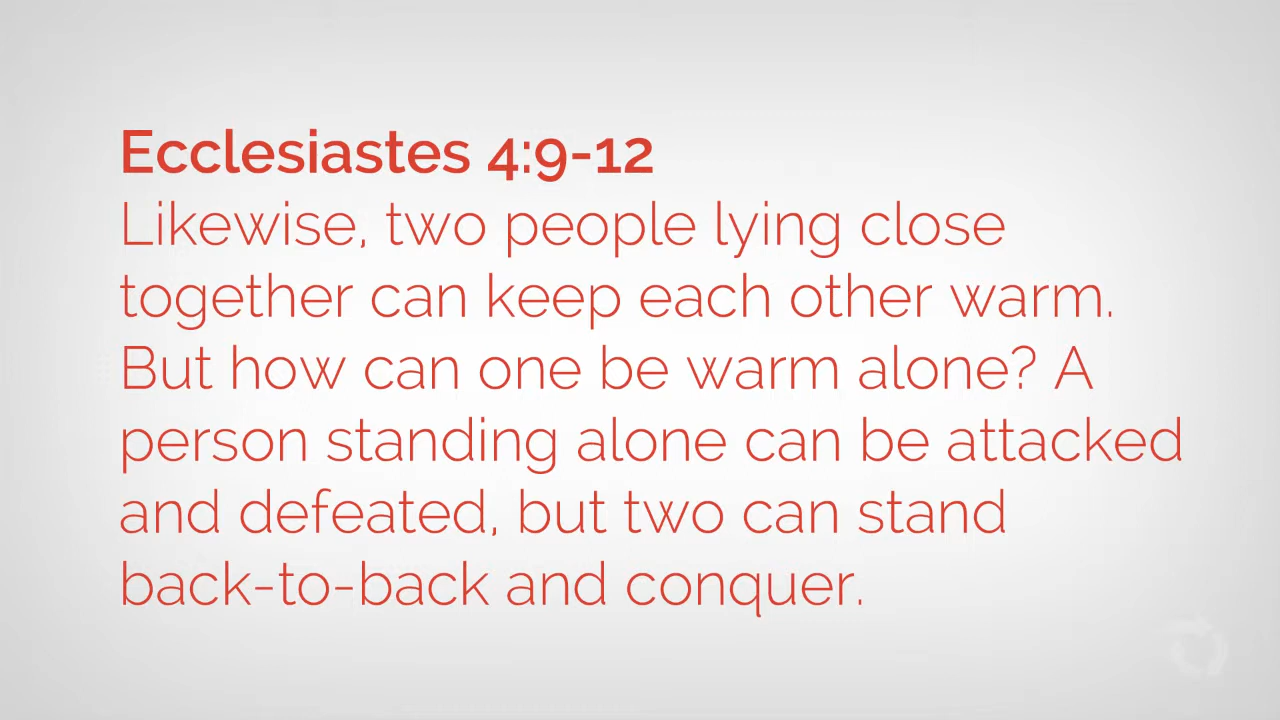 Ecclesiastes 4:9-12
Likewise, two people lying close
together can keep each other warm.
But how can one be warm alone? A
person standing alone can be attacked
and defeated, but two can stand
back-to-back and conquer.